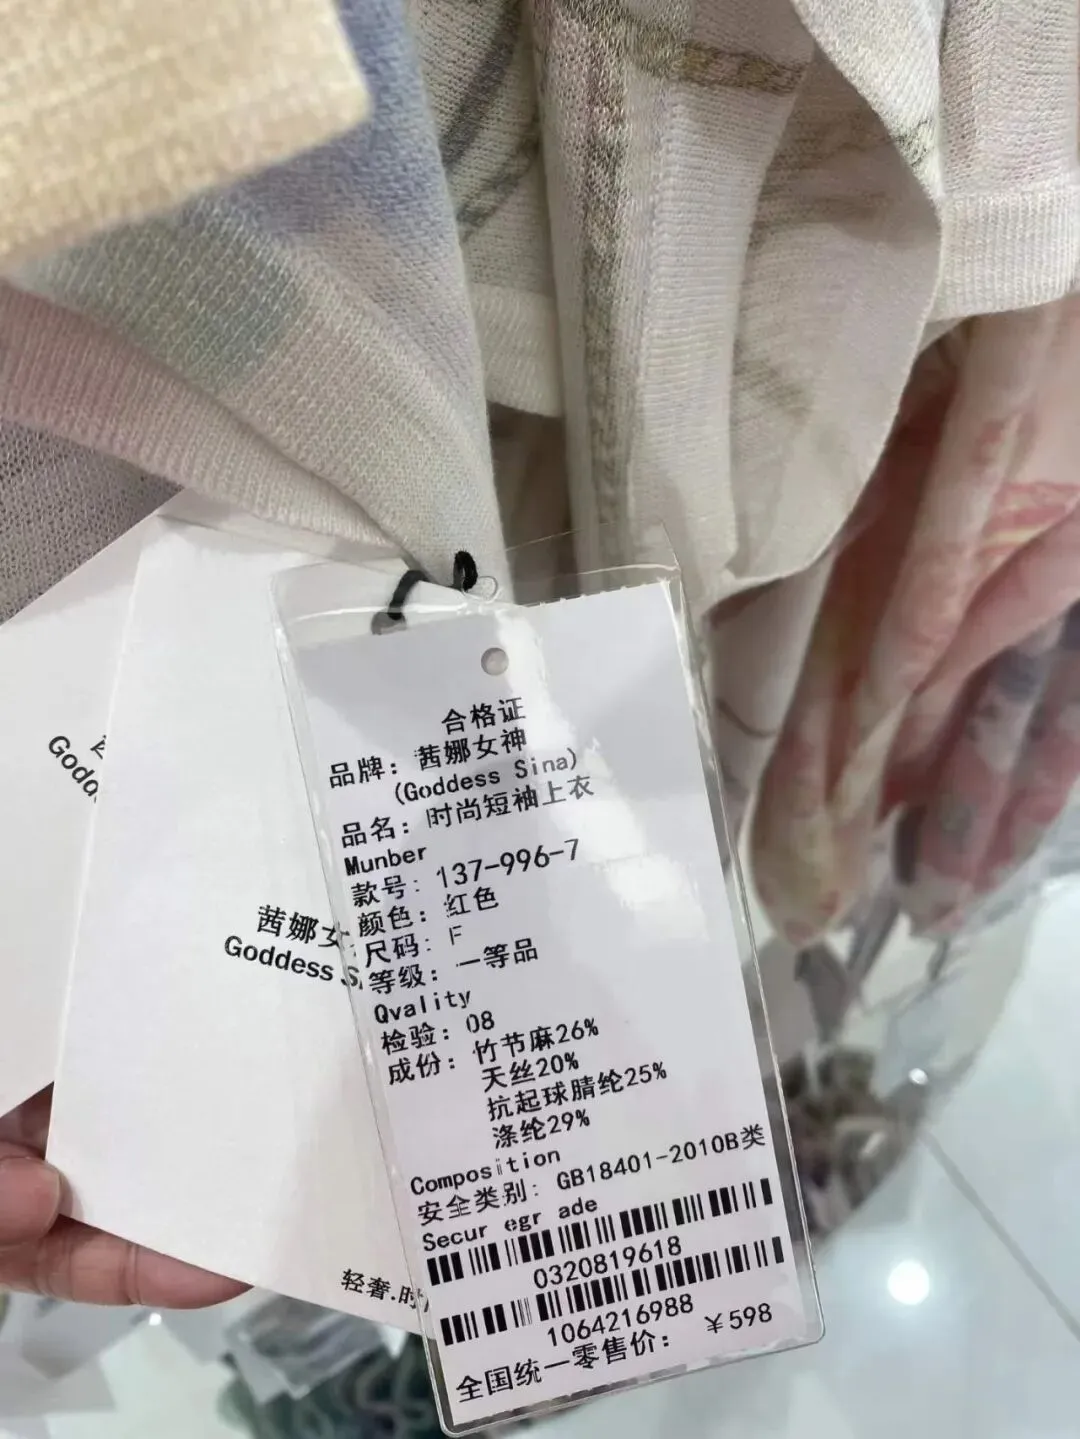 合格证
品牌: 茜娜女神
(Goddess Sina)
品名: 时尚短袖上衣
Munber
款号: 137-996-7
颜色: 红色
尺码: F
等级: 一等品
Qvality
检验: 08
成份: 竹节麻26%
天丝20%
抗起球腈纶25%
涤纶29%
Composition
安全类别: GB18401-2010B类
Secur egr ade
0320819618
1064216988
全国统一零售价: ￥598
茜娜女
Goddess
轻奢.时